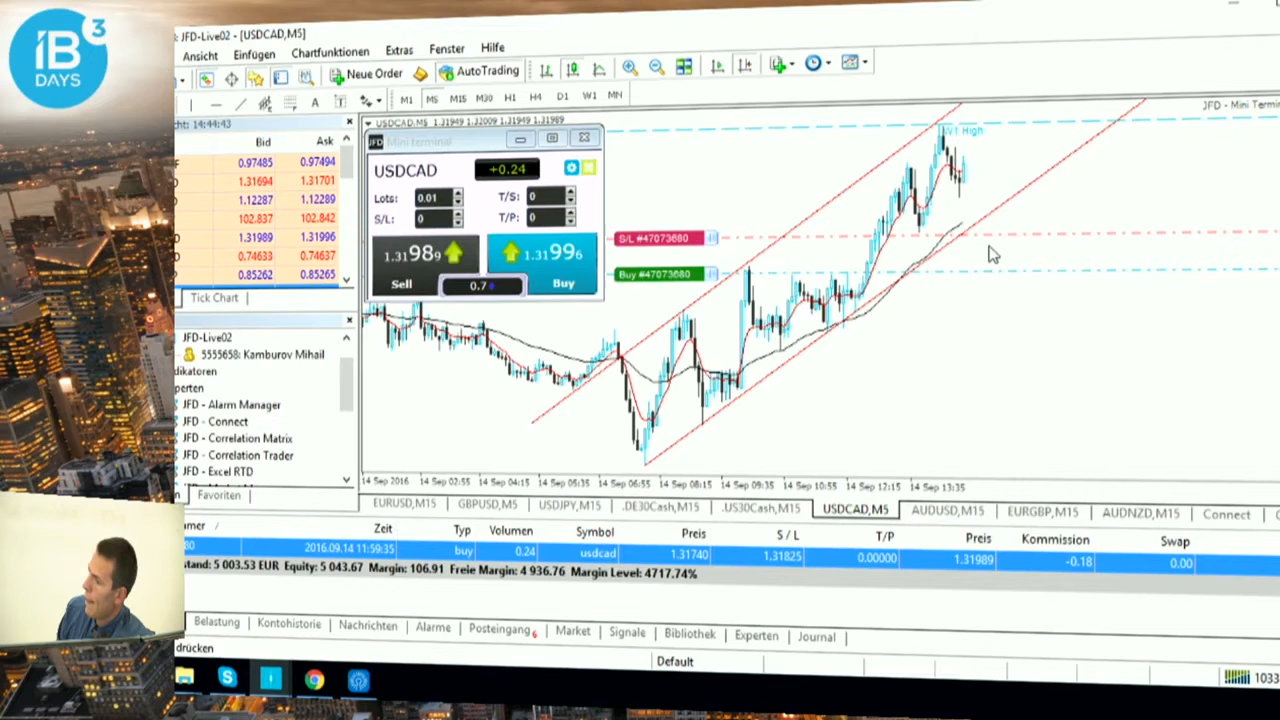 iB 3
DAYS
: JFD-Live02 - [USDCAD,M5]
Ansicht Einfügen Chartfunktionen Extras Fenster Hilfe
Neue Order AutoTrading
A T M1 M5 M15 M30 H1 H4 D1 W1 MN
cht: 14:44:43
Bid Ask
0.97485 0.97494
1.31694 1.31701
1.12287 1.12289
102.837 102.842
1.31989 1.31996
0.74633 0.74637
0.85262 0.85265
Tick Chart
JFD-Live02
5555658: Kamburov Mihail
dikatoren
perten
JFD - Alarm Manager
JFD - Connect
JFD - Correlation Matrix
JFD - Correlation Trader
JFD - Excel RTD
Favoriten
USDCAD,M5 1.31949 1.32009 1.31949 1.31989
JFD - Mini Termi
JFD Mini terminal
USDCAD +0.24
Lots: 0.01 T/S: 0
S/L: 0 T/P: 0
1.31989 1.31996
Sell 0.7 Buy
W1 High
S/L #47073680
Buy #47073680
14 Sep 2016 14 Sep 02:55 14 Sep 04:15 14 Sep 05:35 14 Sep 06:55 14 Sep 08:15 14 Sep 09:35 14 Sep 10:55 14 Sep 12:15 14 Sep 13:35
EURUSD,M15 GBPUSD,M5 USDJPY,M15 .DE30Cash,M15 .US30Cash,M15 USDCAD,M5 AUDUSD,M15 EURGBP,M15 AUDNZD,M15 Connect
Zeit Typ Volumen Symbol Preis S / L T/P Preis Kommission Swap
80 2016.09.14 11:59:35 buy 0.24 usdcad 1.31740 1.31825 0.00000 1.31989 -0.18 0.00
stand: 5 003.53 EUR Equity: 5 043.67 Margin: 106.91 Freie Margin: 4 936.76 Margin Level: 4717.74%
Belastung Kontohistorie Nachrichten Alarme Posteingang 6 Market Signale Bibliothek Experten Journal
drücken Default 1033